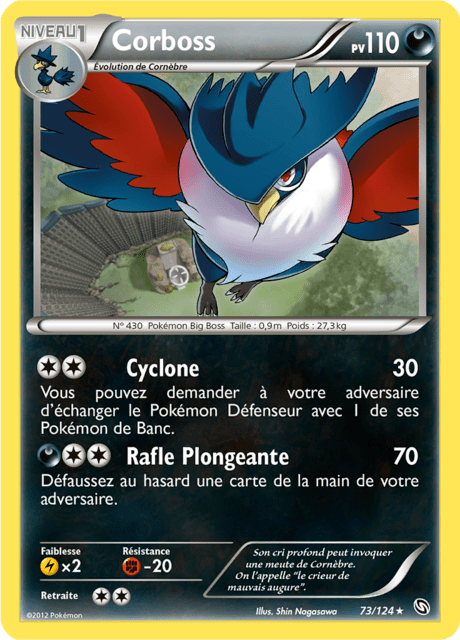 NIVEAU 1
Corboss
PV110
Évolution de Cornèbre
N° 430 Pokémon Big Boss Taille : 0,9m Poids : 27,3kg
Cyclone 30
Vous pouvez demander à votre adversaire
d'échanger le Pokémon Défenseur avec 1 de ses
Pokémon de Banc.
Rafle Plongeante 70
Défaussez au hasard une carte de la main de votre
adversaire.
Faiblesse
×2
Résistance
-20
Retraite
Son cri profond peut invoquer
une meute de Cornèbre.
On l'appelle "le crieur de
mauvais augure".
©2012 Pokémon
Illus. Shin Nagasawa
73/124 ★